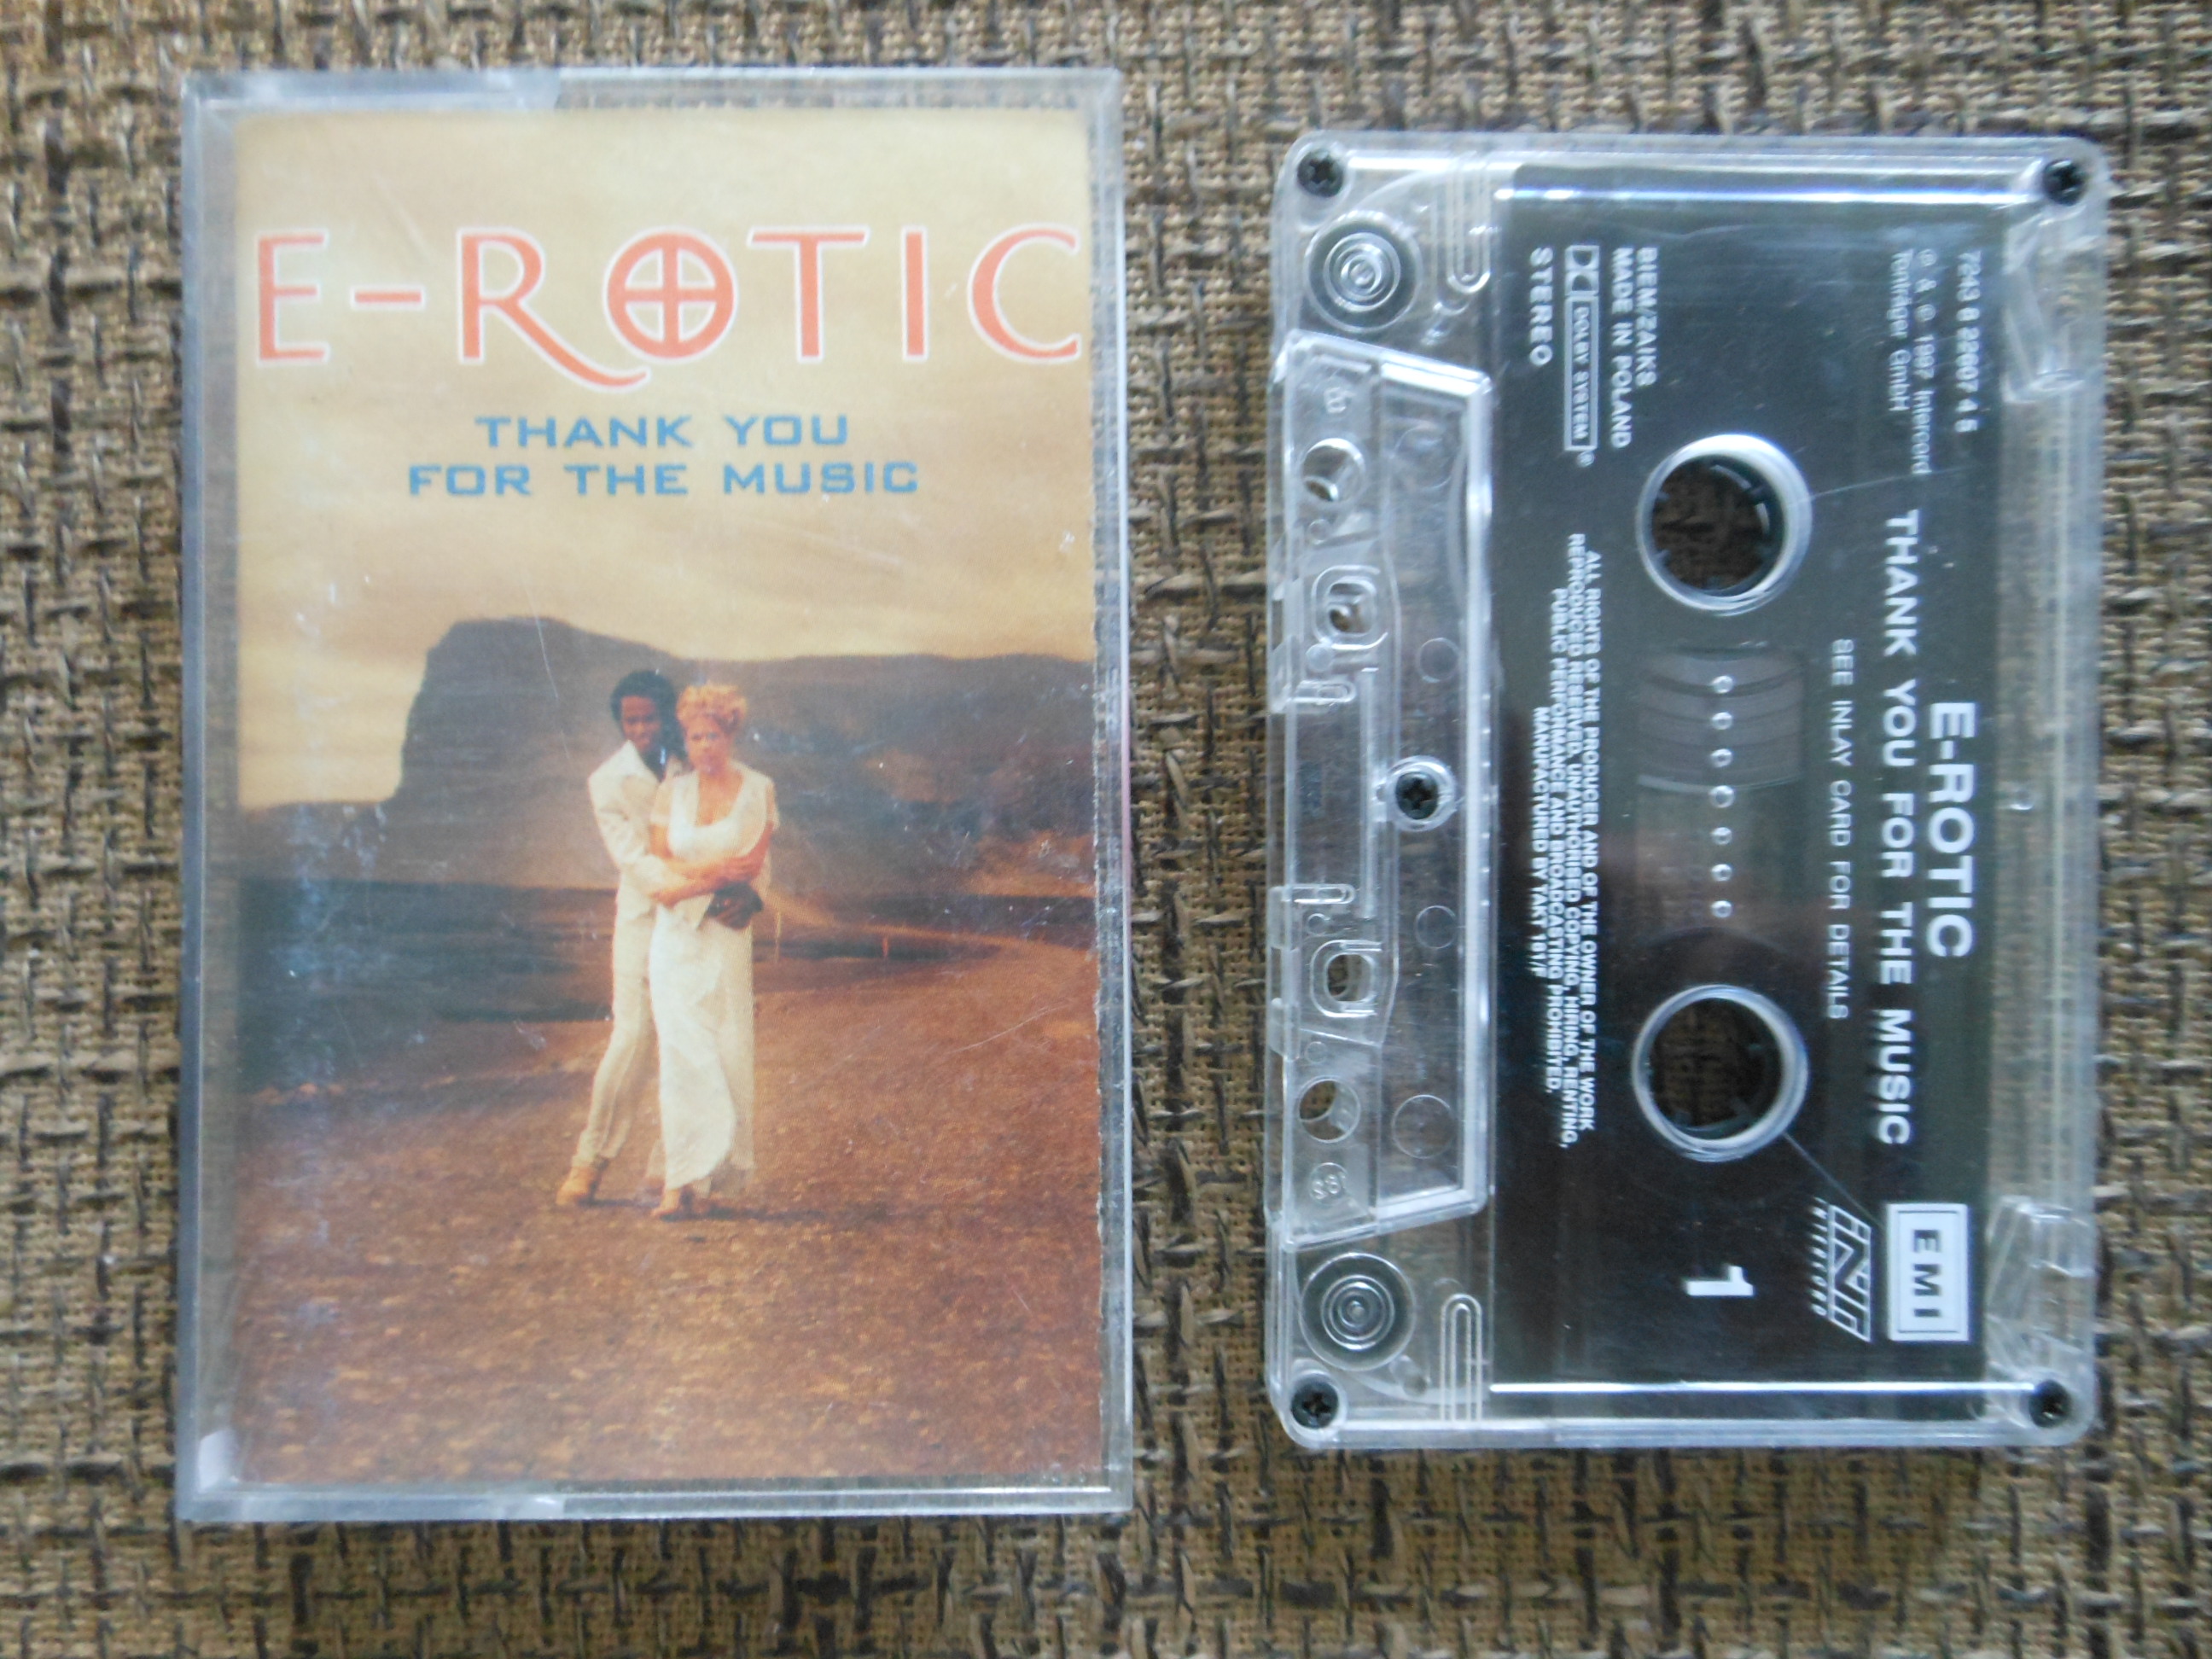 E-ROTIC
THANK YOU
FOR THE MUSIC
7243 8 22607 4 5
℗ & © 1997 Intercord
Tonträger GmbH
E-ROTIC
THANK YOU FOR THE MUSIC
SEE INLAY CARD FOR DETAILS
EMI
INT
INTERCORD
1
BIEM/ZAIKS
MADE IN POLAND
DOLBY SYSTEM®
STEREO
ALL RIGHTS OF THE PRODUCER AND OF THE OWNER OF THE WORK
REPRODUCED RESERVED, UNAUTHORISED COPYING, HIRING, RENTING,
PUBLIC PERFORMANCE AND BROADCASTING PROHIBITED.
MANUFACTURED BY TAKT 191/F